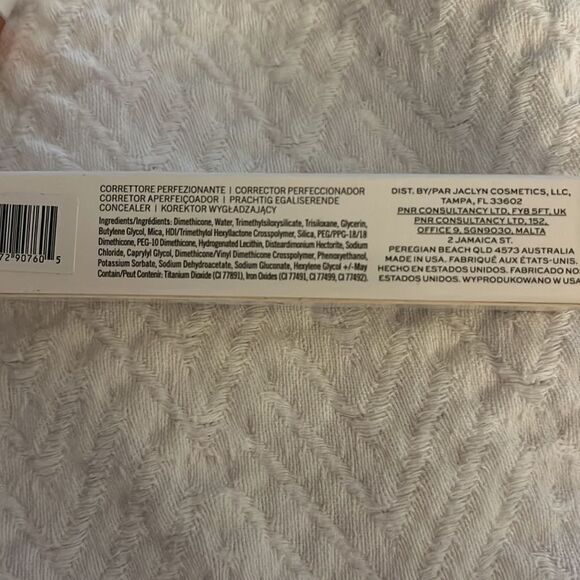 CORRETTORE PERFEZIONANTE | CORRECTOR PERFECCIONADOR
CORRETOR APERFEIÇOADOR | PRACHTIG EGALISERENDE
CONCEALER | KOREKTOR WYGŁADZAJĄCY
Ingredients/Ingrédients: Dimethicone, Water, Trimethylsiloxysilicate, Trisiloxane, Glycerin,
Butylene Glycol, Mica, HDI/Trimethylol Hexyllactone Crosspolymer, Silica, PEG/PPG-18/18
Dimethicone, PEG-10 Dimethicone, Hydrogenated Lecithin, Disteardimonium Hectorite, Sodium
Chloride, Caprylyl Glycol, Dimethicone/Vinyl Dimethicone Crosspolymer, Phenoxyethanol,
Potassium Sorbate, Sodium Dehydroacetate, Sodium Gluconate, Hexylene Glycol +/- May
Contain/Peut Contenir: Titanium Dioxide (CI 77891), Iron Oxides (CI 77491, CI 77499, CI 77492).
7290760 5
DIST. BY/PAR JACLYN COSMETICS, LLC,
TAMPA, FL 33602
PNR CONSULTANCY LTD, FY8 5FT, UK
PNR CONSULTANCY LTD, 152,
OFFICE 9, SGN9030, MALTA
2 JAMAICA ST.
PEREGIAN BEACH QLD 4573 AUSTRALIA
MADE IN USA. FABRIQUÉ AUX ÉTATS-UNIS.
HECHO EN ESTADOS UNIDOS. FABRICADO NO
ESTADOS UNIDOS. WYPRODUKOWANO W USA